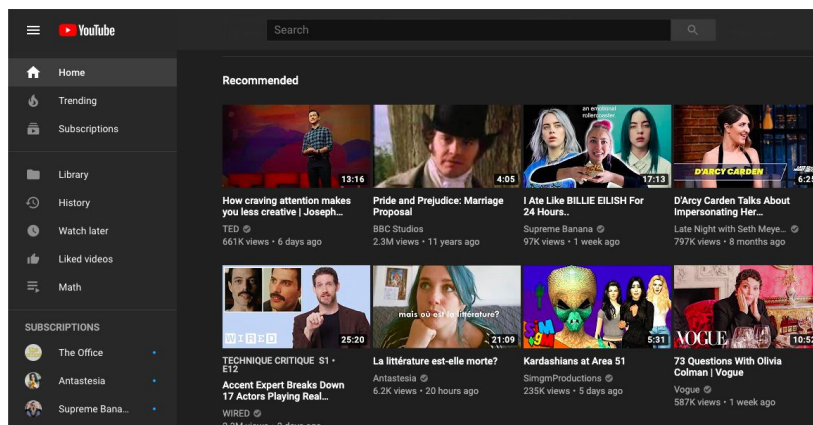 YouTube
Search
Home
Trending
Subscriptions
Library
History
Watch later
Liked videos
Math
SUBSCRIPTIONS
The Office
Antastesia
Supreme Bana...
Recommended
13:16
How craving attention makes
you less creative | Joseph...
TED
661K views • 6 days ago
4:05
Pride and Prejudice: Marriage
Proposal
BBC Studios
2.3M views • 11 years ago
an emotional
rollercoaster
17:13
I Ate Like BILLIE EILISH For
24 Hours..
Supreme Banana
97K views • 1 week ago
D'ARCY CARDEN
6:25
D'Arcy Carden Talks About
Impersonating Her...
Late Night with Seth Meye...
797K views • 8 months ago
WIRED
25:20
TECHNIQUE CRITIQUE S1 •
E12
Accent Expert Breaks Down
17 Actors Playing Real...
WIRED
mais où est la littérature?
21:09
La littérature est-elle morte?
Antastesia
6.2K views • 20 hours ago
5:31
Kardashians at Area 51
SimgmProductions
235K views • 5 days ago
VOGUE
10:52
73 Questions With Olivia
Colman | Vogue
Vogue
587K views • 1 week ago